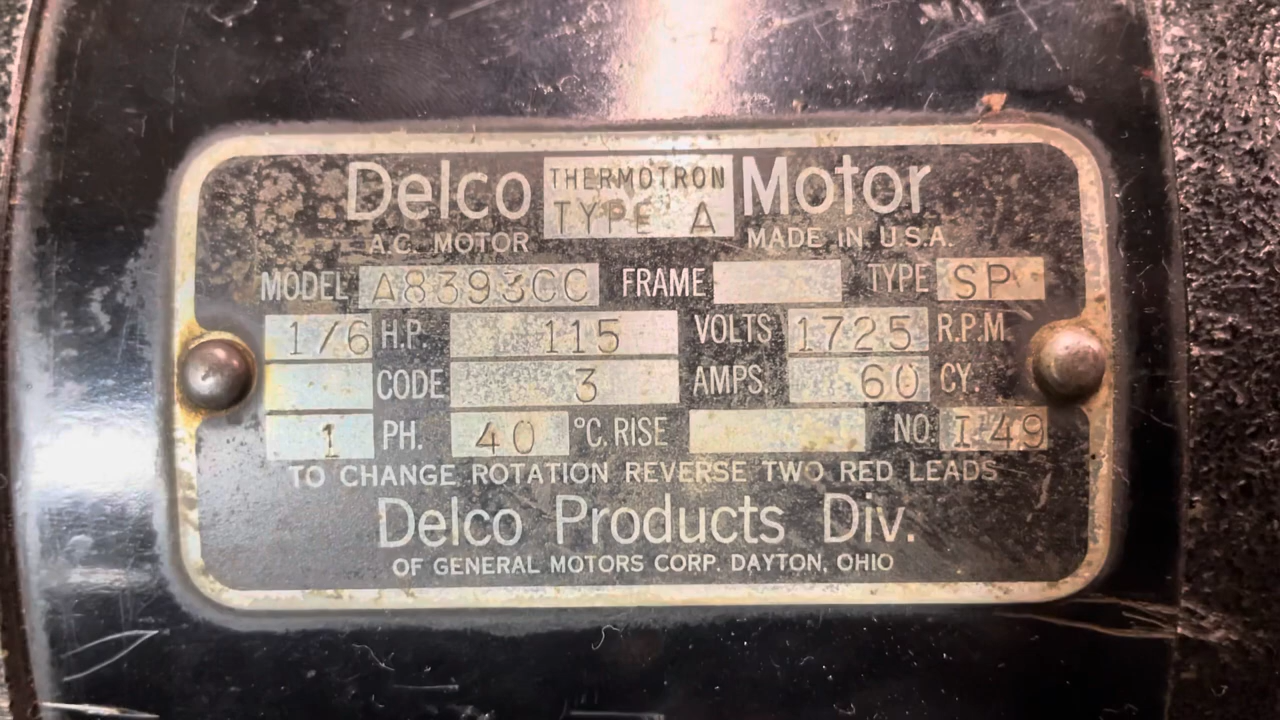 Delco THERMOTRON TYPE A Motor
A.C. MOTOR MADE IN U.S.A.
MODEL A8393CC FRAME TYPE SP
1/6 H.P. 115 VOLTS 1725 R.P.M.
CODE 3 AMPS. 60 CY.
1 PH. 40 °C. RISE NO. I-49
TO CHANGE ROTATION REVERSE TWO RED LEADS
Delco Products Div.
OF GENERAL MOTORS CORP. DAYTON, OHIO